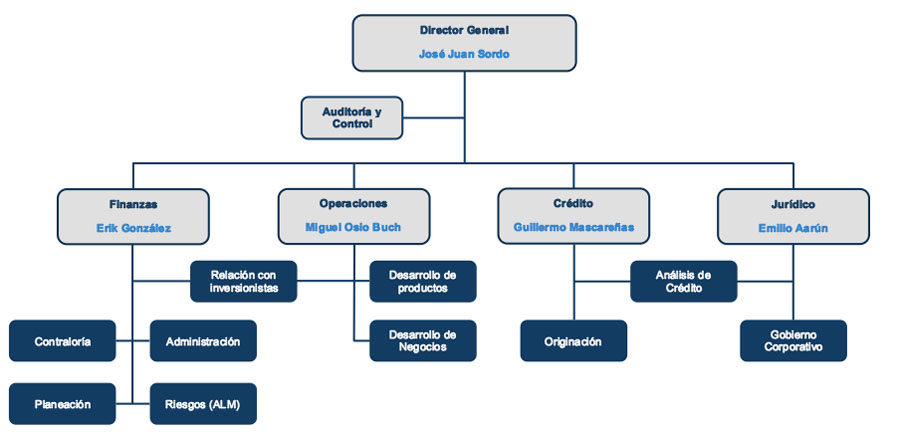 Director General
José Juan Sordo
Auditoría y
Control
Finanzas
Erik González
Operaciones
Miguel Osio Buch
Crédito
Guillermo Mascareñas
Jurídico
Emilio Aarún
Relación con
inversionistas
Desarrollo de
productos
Análisis de
Crédito
Contraloría
Administración
Desarrollo de
Negocios
Originación
Gobierno
Corporativo
Planeación
Riesgos (ALM)